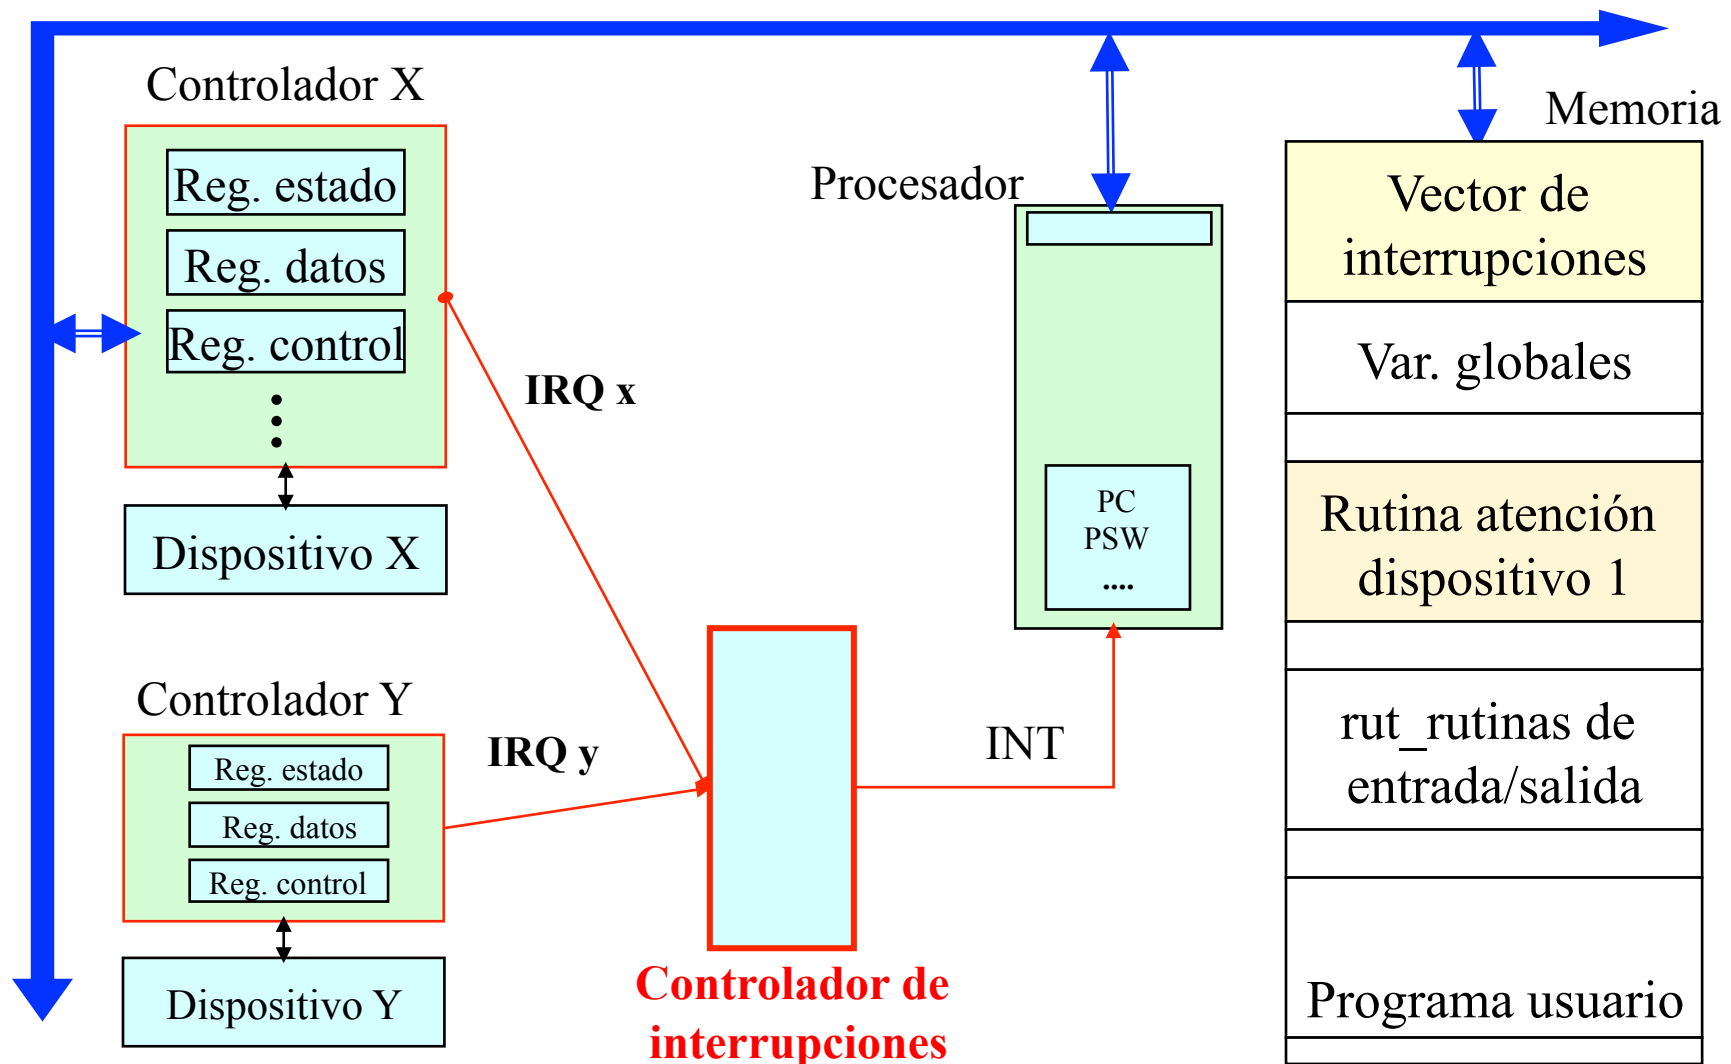 Controlador X
Reg. estado
Reg. datos
Reg. control
Dispositivo X
IRQ x
Controlador Y
Reg. estado
Reg. datos
Reg. control
Dispositivo Y
IRQ y
Controlador de
interrupciones
INT
Procesador
PC
PSW
....
Memoria
Vector de
interrupciones
Var. globales
Rutina atención
dispositivo 1
rut_rutinas de
entrada/salida
Programa usuario